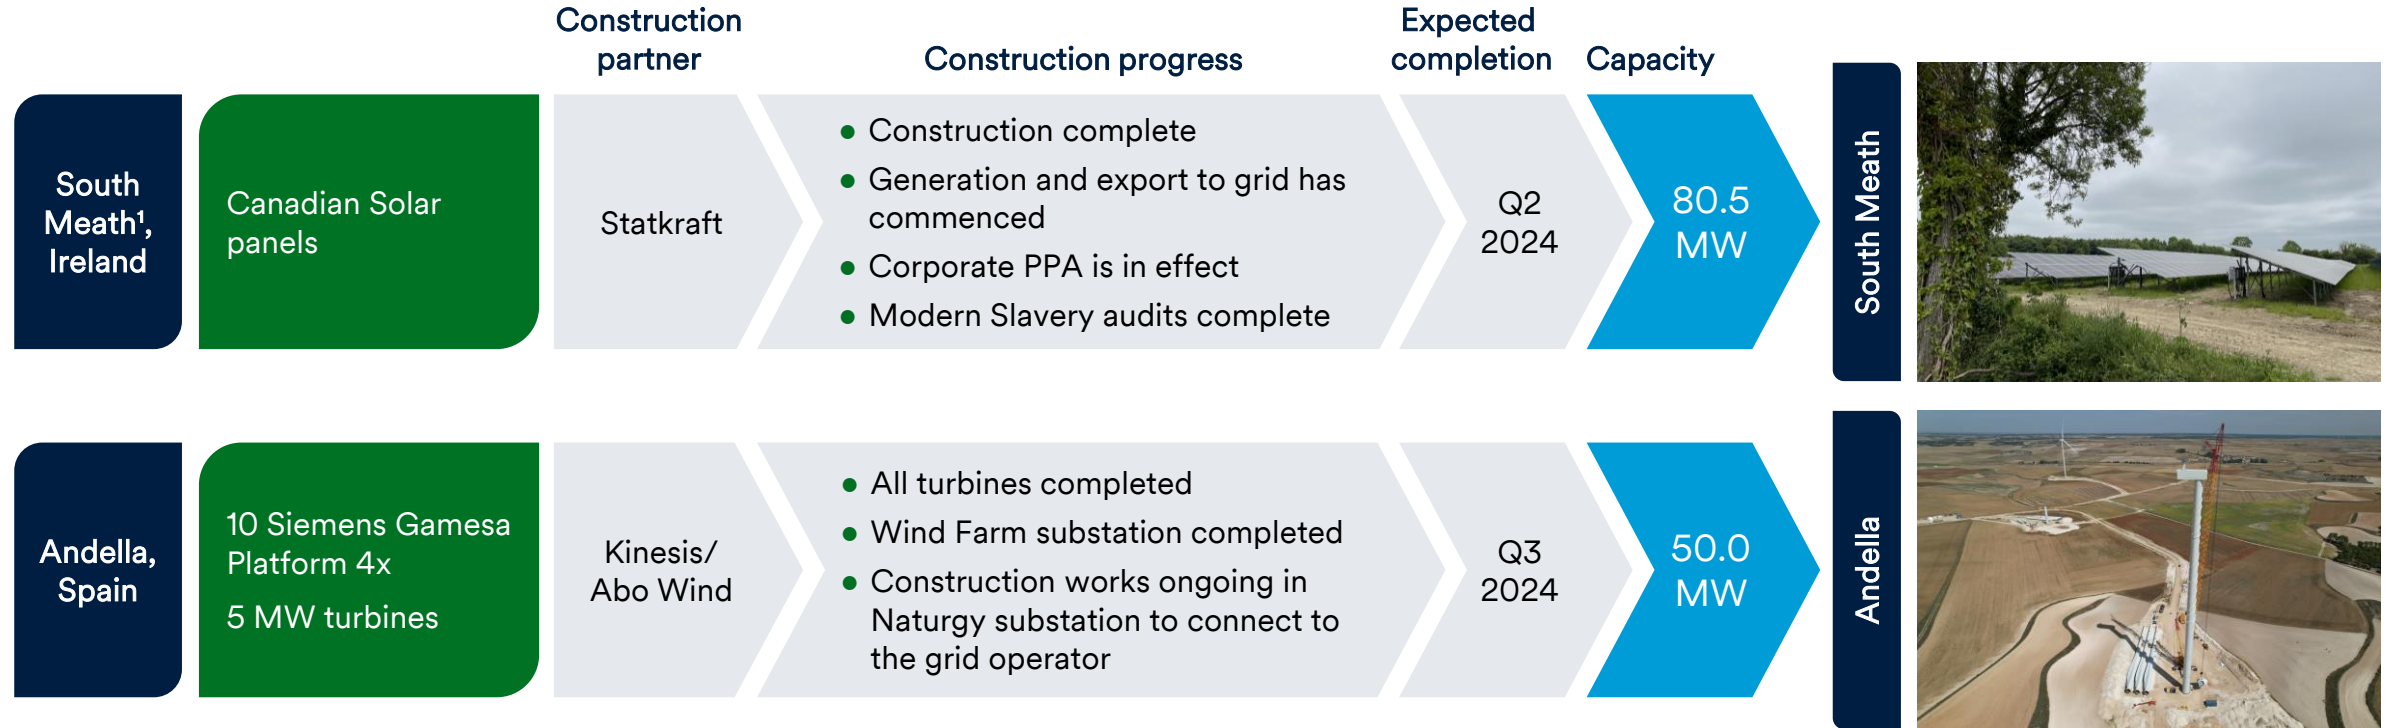 Construction
partner
Construction progress
Expected
completion
Capacity
South
Meath¹,
Ireland
Canadian Solar
panels
Statkraft
● Construction complete
● Generation and export to grid has
commenced
● Corporate PPA is in effect
● Modern Slavery audits complete
Q2
2024
80.5
MW
South Meath
Andella,
Spain
10 Siemens Gamesa
Platform 4x
5 MW turbines
Kinesis/
Abo Wind
● All turbines completed
● Wind Farm substation completed
● Construction works ongoing in
Naturgy substation to connect to
the grid operator
Q3
2024
50.0
MW
Andella